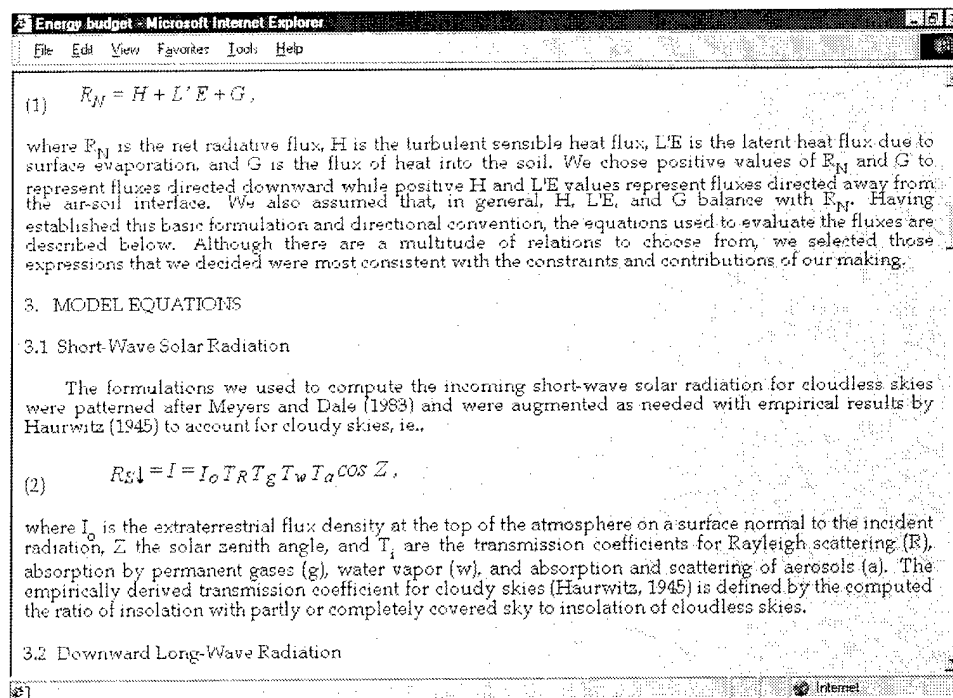 Energy budget - Microsoft Internet Explorer
File Edit View Favorites Tools Help
(1) R_N = H + L' E + G ,
where R_N is the net radiative flux, H is the turbulent sensible heat flux, L'E is the latent heat flux due to
surface evaporation, and G is the flux of heat into the soil. We chose positive values of R_N and G to
represent fluxes directed downward while positive H and L'E values represent fluxes directed away from
the air-soil interface. We also assumed that, in general, H, L'E, and G balance with R_N. Having
established this basic formulation and directional convention, the equations used to evaluate the fluxes are
described below. Although there are a multitude of relations to choose from, we selected those
expressions that we decided were most consistent with the constraints and contributions of our making.
3. MODEL EQUATIONS
3.1 Short-Wave Solar Radiation
The formulations we used to compute the incoming short-wave solar radiation for cloudless skies
were patterned after Meyers and Dale (1983) and were augmented as needed with empirical results by
Haurwitz (1945) to account for cloudy skies, ie.,
(2) R_S↓ = I = I_o T_R T_g T_w T_a cos Z ,
where I_o is the extraterrestrial flux density at the top of the atmosphere on a surface normal to the incident
radiation, Z the solar zenith angle, and T_i are the transmission coefficients for Rayleigh scattering (R),
absorption by permanent gases (g), water vapor (w), and absorption and scattering of aerosols (a). The
empirically derived transmission coefficient for cloudy skies (Haurwitz, 1945) is defined by the computed
the ratio of insolation with partly or completely covered sky to insolation of cloudless skies.
3.2 Downward Long-Wave Radiation
Internet